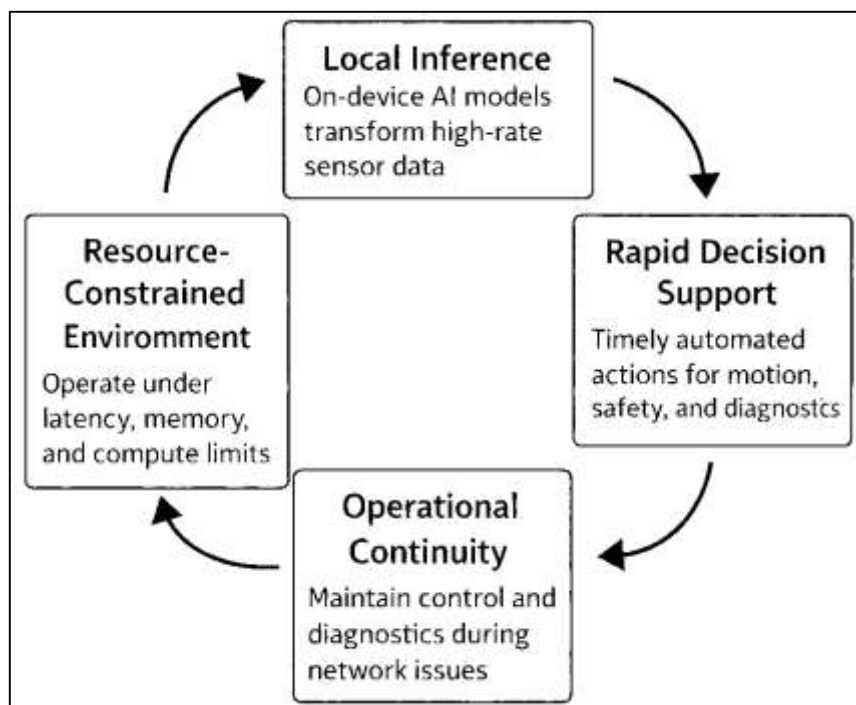 Local Inference
On-device AI models
transform high-rate
sensor data
Rapid Decision
Support
Timely automated
actions for motion,
safety, and diagnostics
Operational
Continuity
Maintain control and
diagnostics during
network issues
Resource-
Constrained
Enviromment
Operate under
latency, memory,
and compute limits